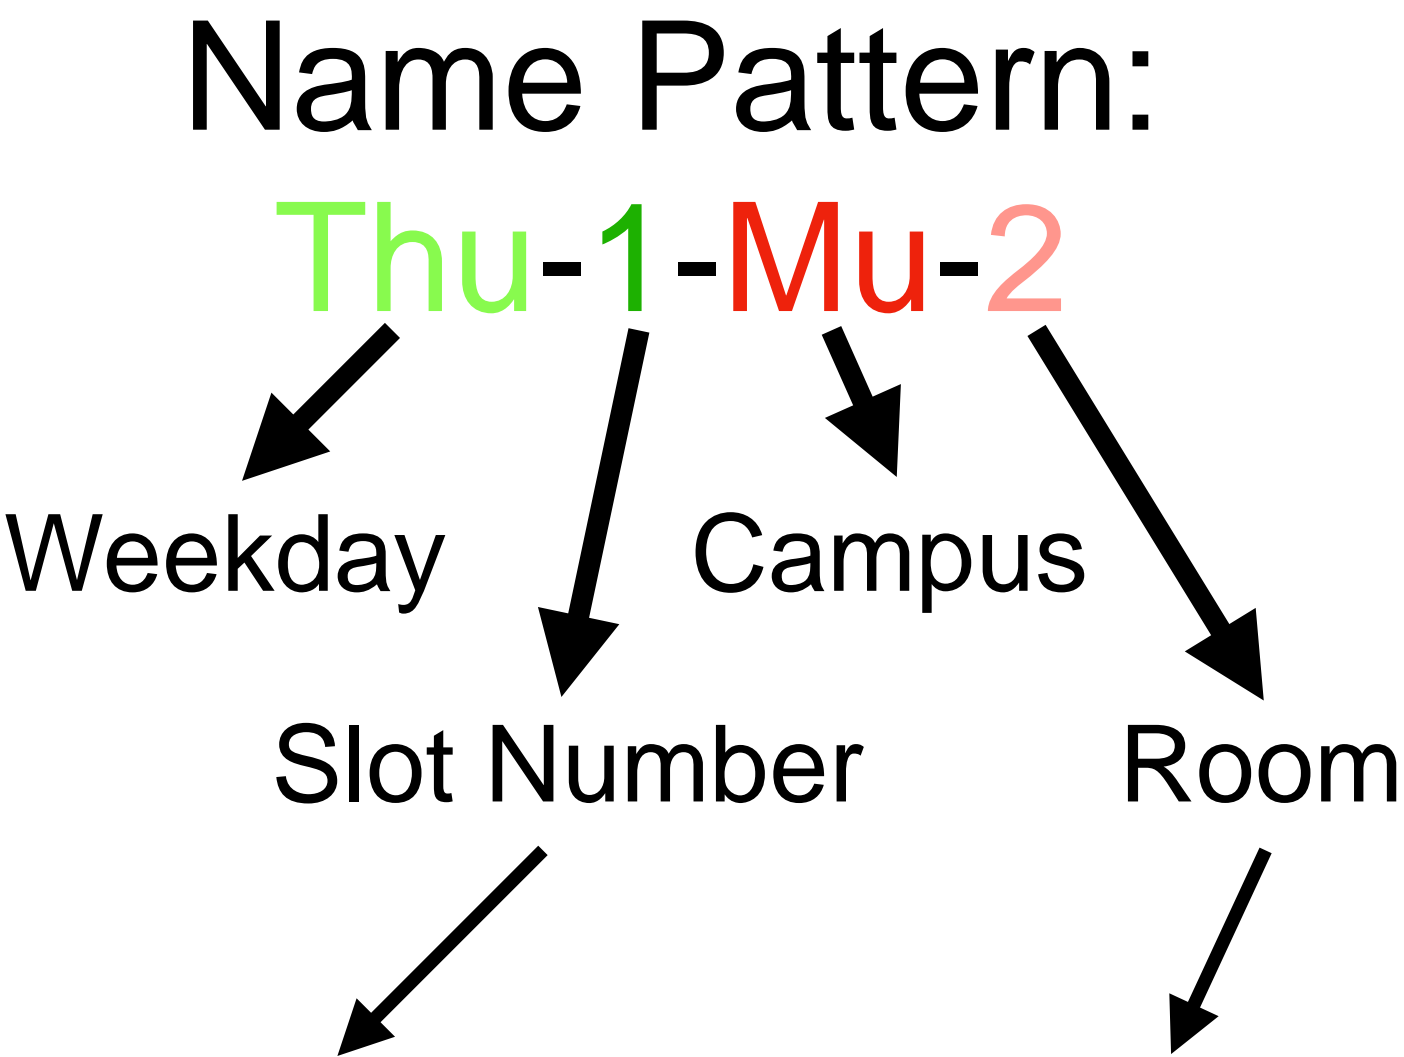 Name Pattern:
Thu-1-Mu-2
Weekday
Campus
Slot Number
Room